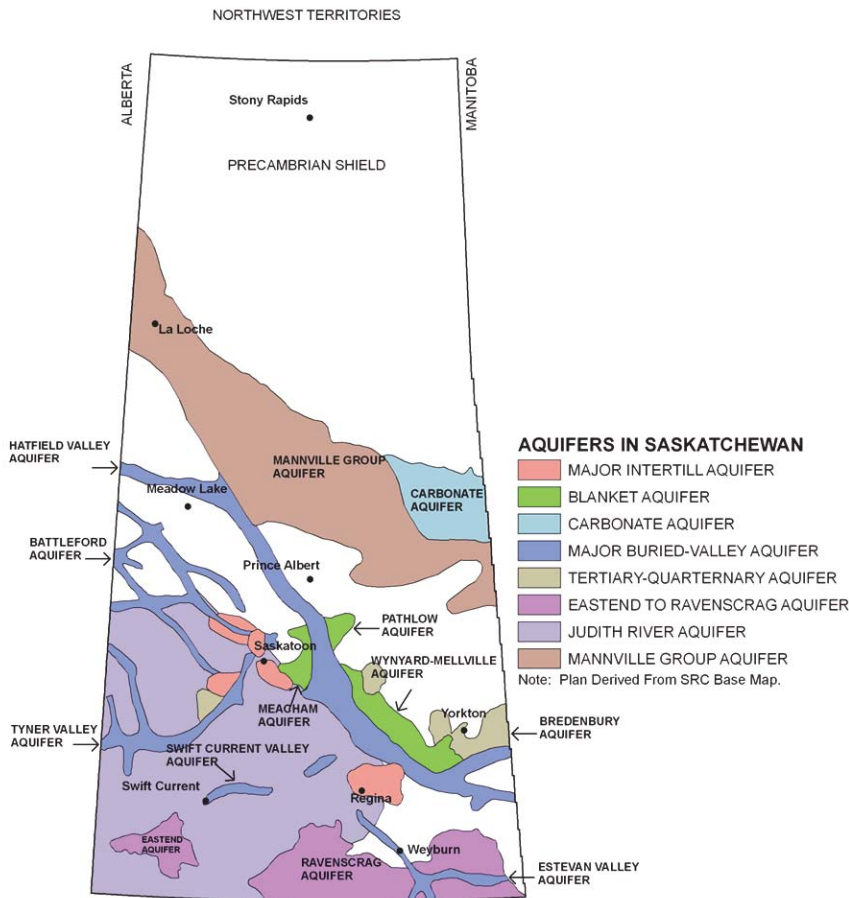 NORTHWEST TERRITORIES
ALBERTA
MANITOBA
Stony Rapids
PRECAMBRIAN SHIELD
La Loche
HATFIELD VALLEY
AQUIFER
MANNVILLE GROUP
AQUIFER
CARBONATE
AQUIFER
Meadow Lake
BATTLEFORD
AQUIFER
Prince Albert
PATHLOW
AQUIFER
Saskatoon
WYNYARD-MELLVILLE
AQUIFER
MEAGHAM
AQUIFER
Yorkton
BREDENBURY
AQUIFER
TYNER VALLEY
AQUIFER
SWIFT CURRENT VALLEY
AQUIFER
Swift Current
Regina
EASTEND
AQUIFER
Weyburn
RAVENSCRAG
AQUIFER
ESTEVAN VALLEY
AQUIFER
AQUIFERS IN SASKATCHEWAN
MAJOR INTERTILL AQUIFER
BLANKET AQUIFER
CARBONATE AQUIFER
MAJOR BURIED-VALLEY AQUIFER
TERTIARY-QUARTERNARY AQUIFER
EASTEND TO RAVENSCRAG AQUIFER
JUDITH RIVER AQUIFER
MANNVILLE GROUP AQUIFER
Note: Plan Derived From SRC Base Map.